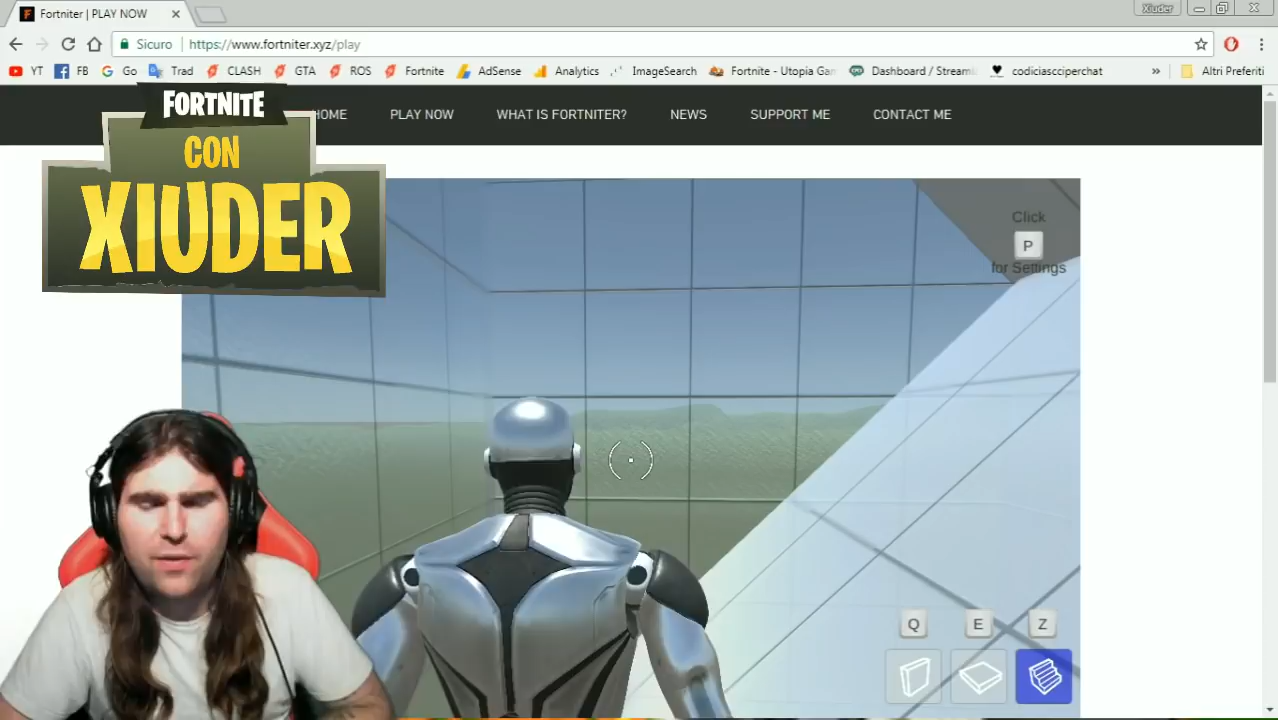 Fortniter | PLAY NOW
Xiuder
Sicuro
https://www.fortniter.xyz/play
YT
FB
Go
Trad
CLASH
GTA
ROS
Fortnite
AdSense
Analytics
ImageSearch
Fortnite - Utopia Gam
Dashboard / Streaml
codiciascciperchat
»
Altri Preferiti
HOME
PLAY NOW
WHAT IS FORTNITER?
NEWS
SUPPORT ME
CONTACT ME
FORTNITE
CON
XIUDER
Click
P
for Settings
Q
E
Z